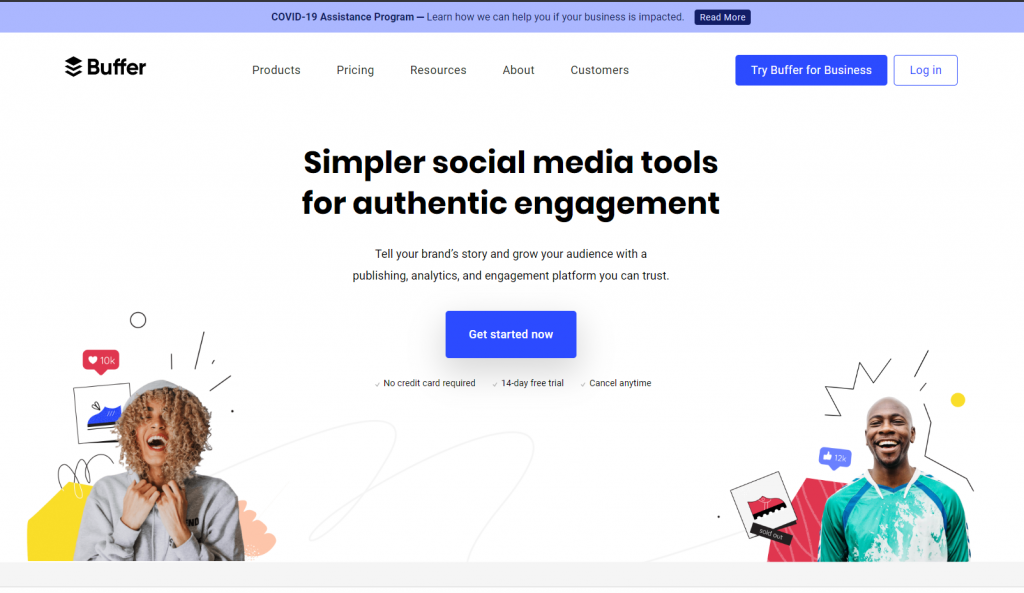 COVID-19 Assistance Program — Learn how we can help you if your business is impacted. Read More
Buffer
Products Pricing Resources About Customers
Try Buffer for Business Log in
Simpler social media tools
for authentic engagement
Tell your brand’s story and grow your audience with a
publishing, analytics, and engagement platform you can trust.
Get started now
No credit card required 14-day free trial Cancel anytime
10k
12k
sold out